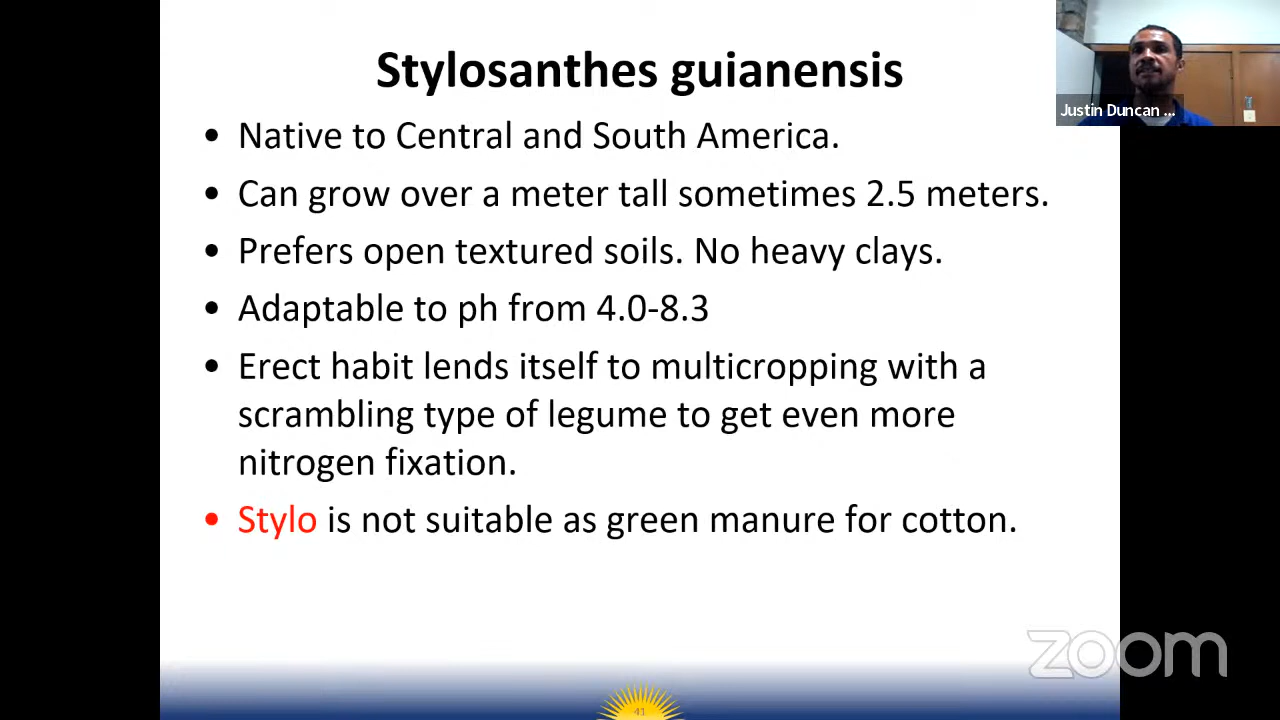 Stylosanthes guianensis
• Native to Central and South America.
• Can grow over a meter tall sometimes 2.5 meters.
• Prefers open textured soils. No heavy clays.
• Adaptable to ph from 4.0-8.3
• Erect habit lends itself to multicropping with a
scrambling type of legume to get even more
nitrogen fixation.
• Stylo is not suitable as green manure for cotton.
Justin Duncan ...
zoom
41